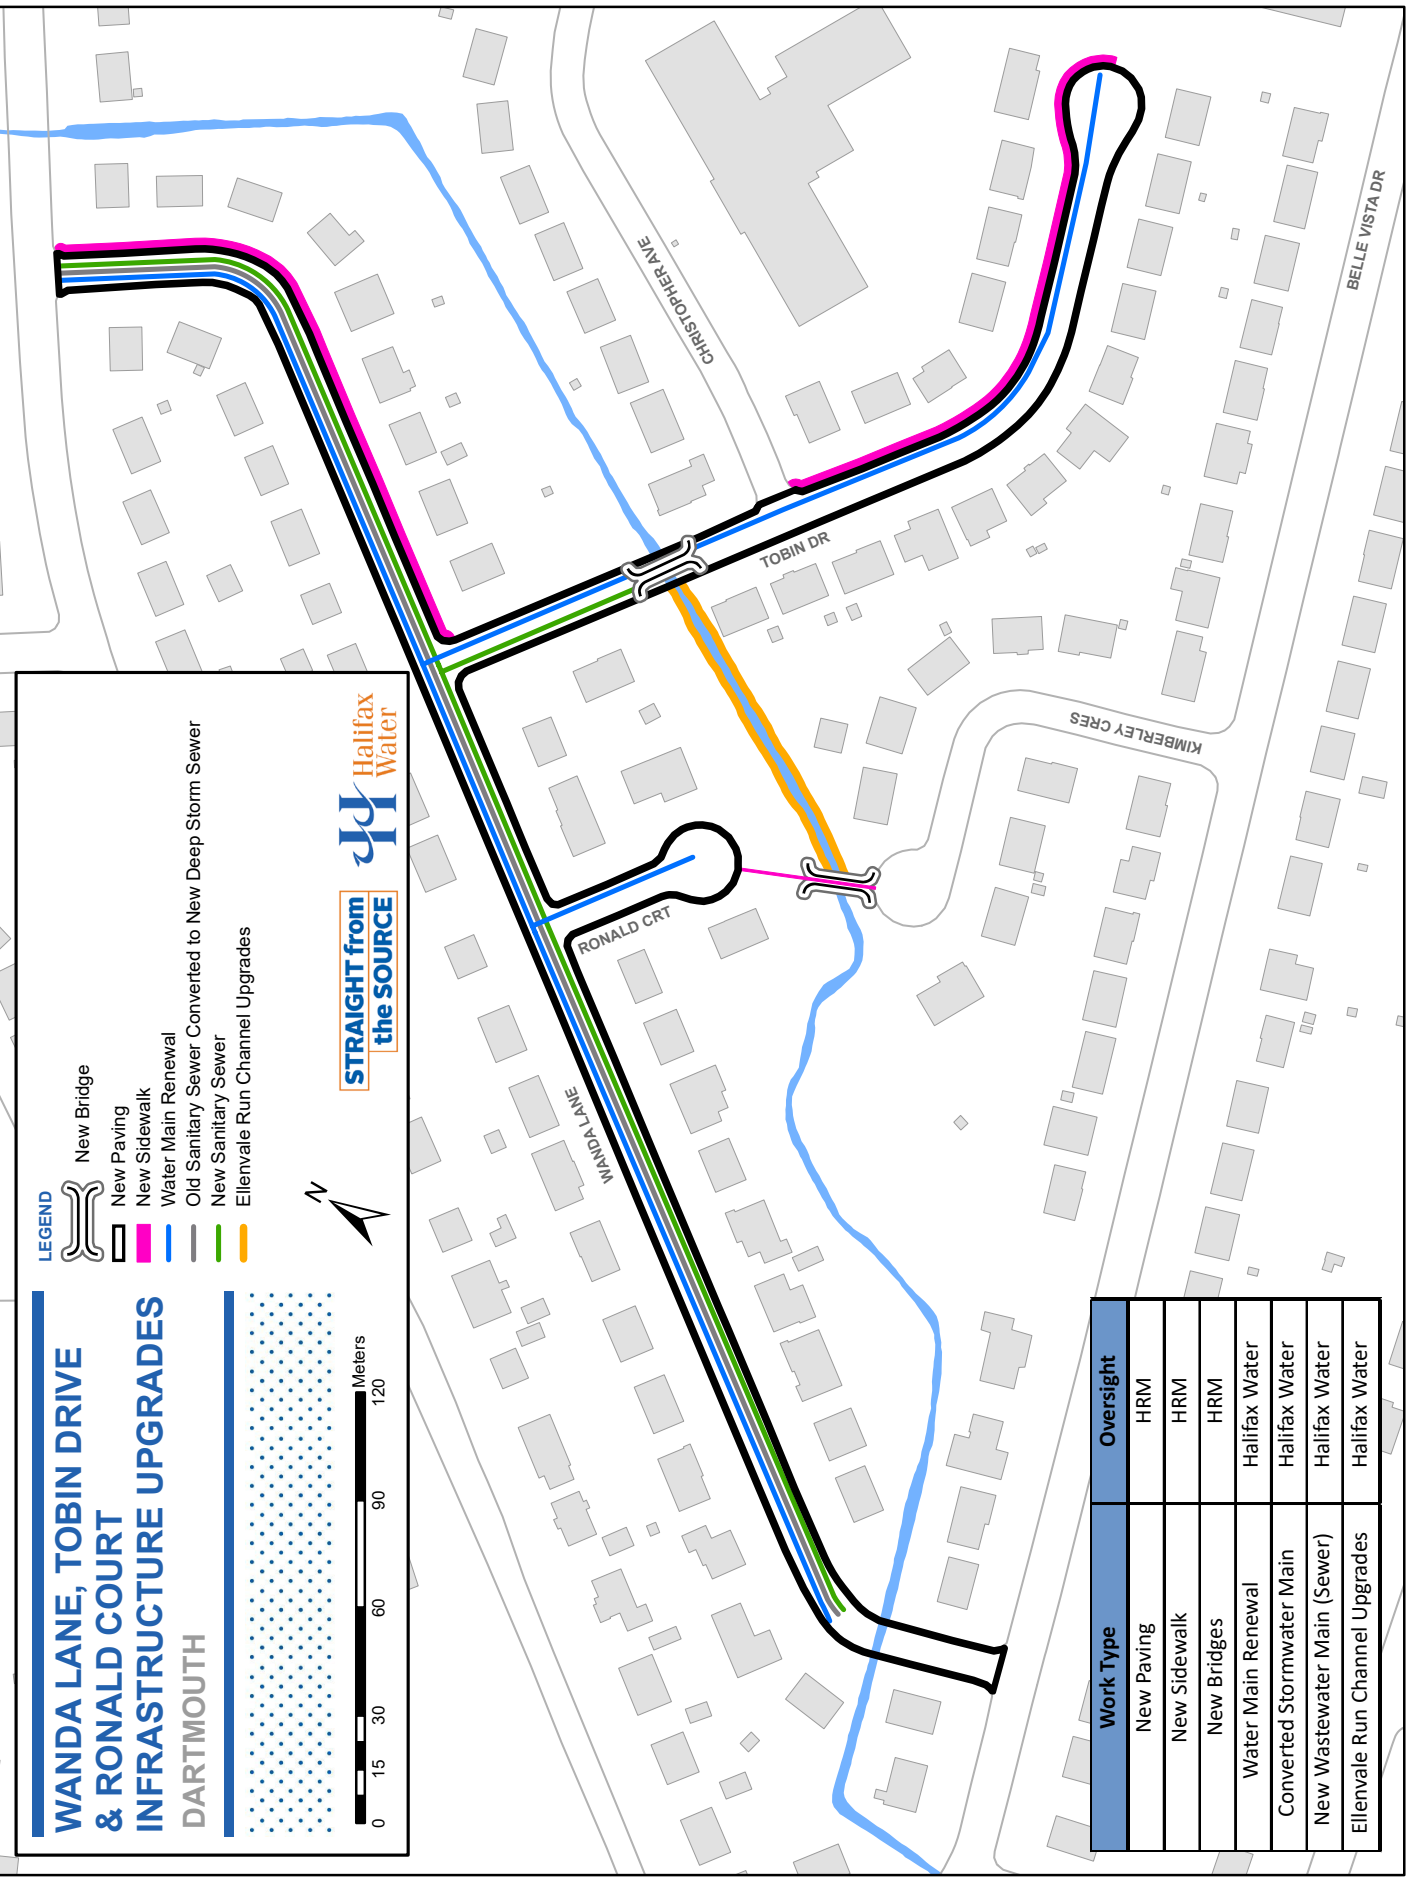 WANDA LANE, TOBIN DRIVE
& RONALD COURT
INFRASTRUCTURE UPGRADES
DARTMOUTH
0 15 30 60 90 120
Meters
LEGEND
New Bridge
New Paving
New Sidewalk
Water Main Renewal
Old Sanitary Sewer Converted to New Deep Storm Sewer
New Sanitary Sewer
Ellenvale Run Channel Upgrades
N
STRAIGHT from
the SOURCE
Halifax
Water
WANDA LANE
RONALD CRT
TOBIN DR
CHRISTOPHER AVE
KIMBERLEY CRES
BELLE VISTA DR
Work Type Oversight
New Paving HRM
New Sidewalk HRM
New Bridges HRM
Water Main Renewal Halifax Water
Converted Stormwater Main Halifax Water
New Wastewater Main (Sewer) Halifax Water
Ellenvale Run Channel Upgrades Halifax Water